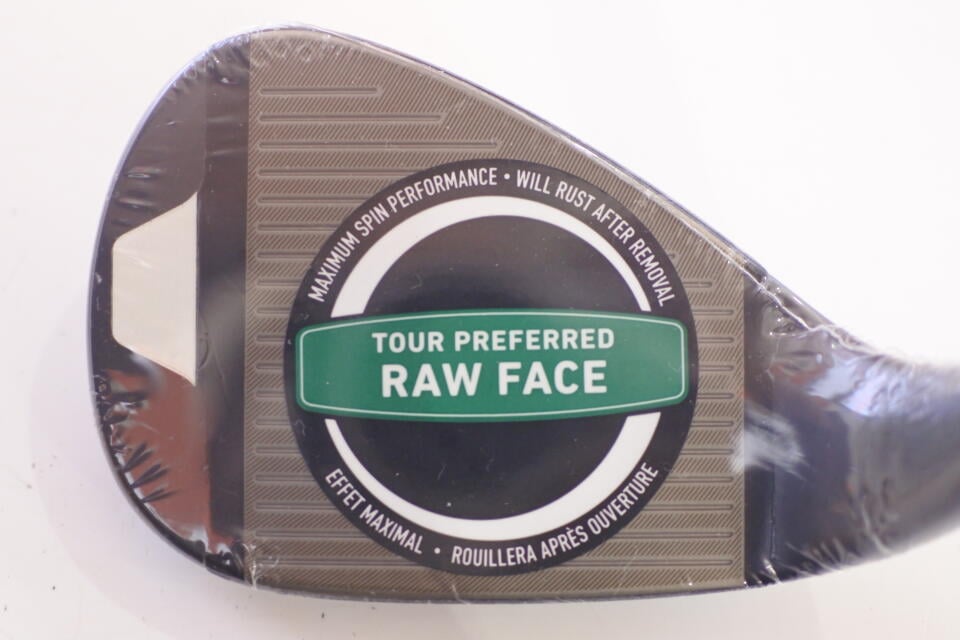 MAXIMUM SPIN PERFORMANCE • WILL RUST AFTER REMOVAL
TOUR PREFERRED
RAW FACE
EFFET MAXIMAL • ROUILLERA APRÈS OUVERTURE